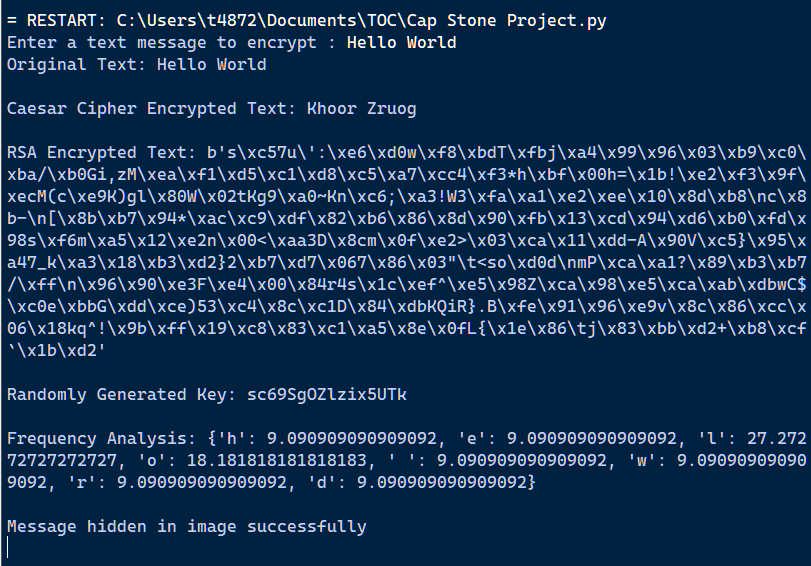 = RESTART: C:\Users\t4872\Documents\TOC\Cap Stone Project.py
Enter a text message to encrypt : Hello World
Original Text: Hello World
Caesar Cipher Encrypted Text: Khoor Zruog
RSA Encrypted Text: b's\xc57u\':\xe6\xd0w\xf8\xbdT\xfbj\xa4\x99\x96\x03\xb9\xc0\
xba/\xb0Gi,zM\xea\xf1\xd5\xc1\xd8\xc5\xa7\xcc4\xf3*h\xbf\x00h=\x1b!\xe2\xf3\x9f\
xecM(c\xe9K)gl\x80W\x02tKg9\xa0~Kn\xc6;\xa3!W3\xfa\xa1\xe2\xee\x10\x8d\xb8\nc\x8
b-\n[\x8b\xb7\x94*\xac\xc9\xdf\x82\xb6\x86\x8d\x90\xfb\x13\xcd\x94\xd6\xb0\xfd\x
98s\xf6m\xa5\x12\xe2n\x00<\xaa3D\x8cm\x0f\xe2>\x03\xca\x11\xdd-A\x90V\xc5}\x95\x
a47_k\xa3\x18\xb3\xd2}2\xb7\xd7\x067\x86\x03"\t<so\xd0d\nmP\xca\xa1?\x89\xb3\xb7
/\xff\n\x96\x90\xe3F\xe4\x00\x84r4s\x1c\xef^\xe5\x98Z\xca\x98\xe5\xca\xab\xdbwC$
\xc0e\xbbG\xdd\xce)53\xc4\x8c\xc1D\x84\xdbKQiR}.B\xfe\x91\x96\xe9v\x8c\x86\xcc\x
06\x18kq^!\x9b\xff\x19\xc8\x83\xc1\xa5\x8e\x0fL{\x1e\x86\tj\x83\xbb\xd2+\xb8\xcf
`\x1b\xd2'
Randomly Generated Key: sc69SgOZlzix5UTk
Frequency Analysis: {'h': 9.090909090909092, 'e': 9.090909090909092, 'l': 27.272
72727272727, 'o': 18.181818181818183, ' ': 9.090909090909092, 'w': 9.09090909090
9092, 'r': 9.090909090909092, 'd': 9.090909090909092}
Message hidden in image successfully